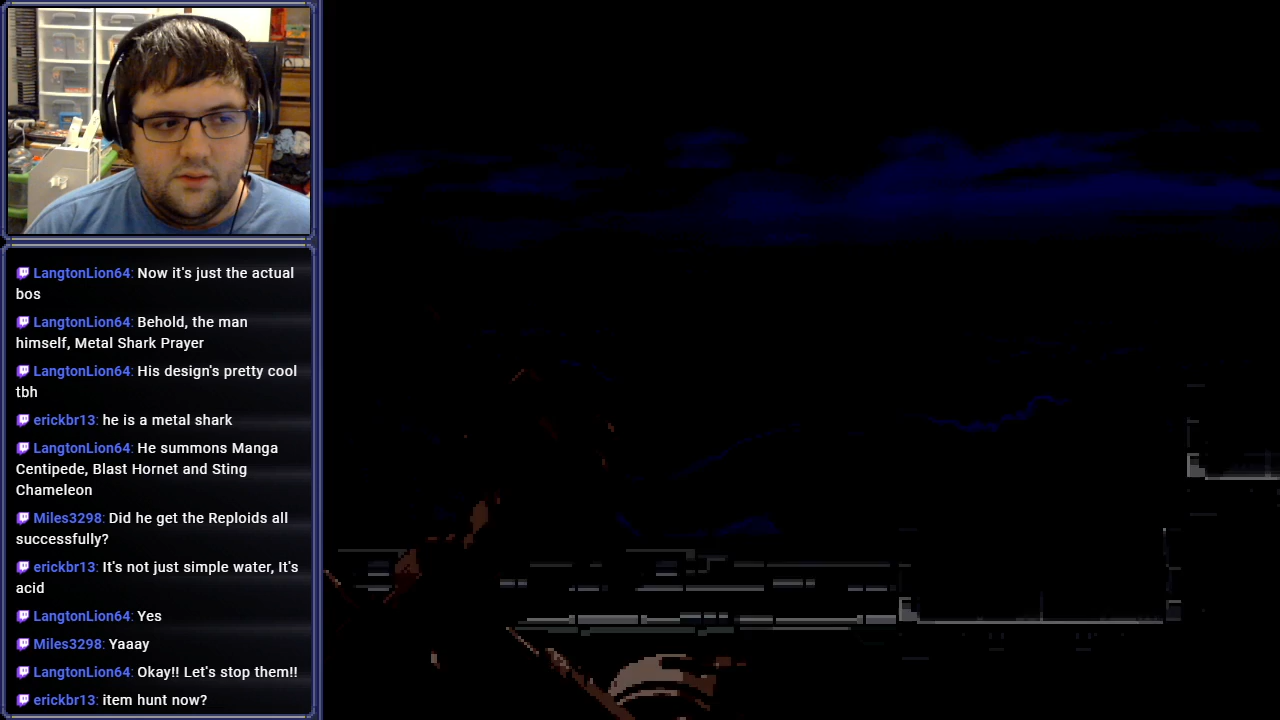 LangtonLion64: Now it's just the actual
bos
LangtonLion64: Behold, the man
himself, Metal Shark Prayer
LangtonLion64: His design's pretty cool
tbh
erickbr13: he is a metal shark
LangtonLion64: He summons Manga
Centipede, Blast Hornet and Sting
Chameleon
Miles3298: Did he get the Reploids all
successfully?
erickbr13: It's not just simple water, It's
acid
LangtonLion64: Yes
Miles3298: Yaaay
LangtonLion64: Okay!! Let's stop them!!
erickbr13: item hunt now?